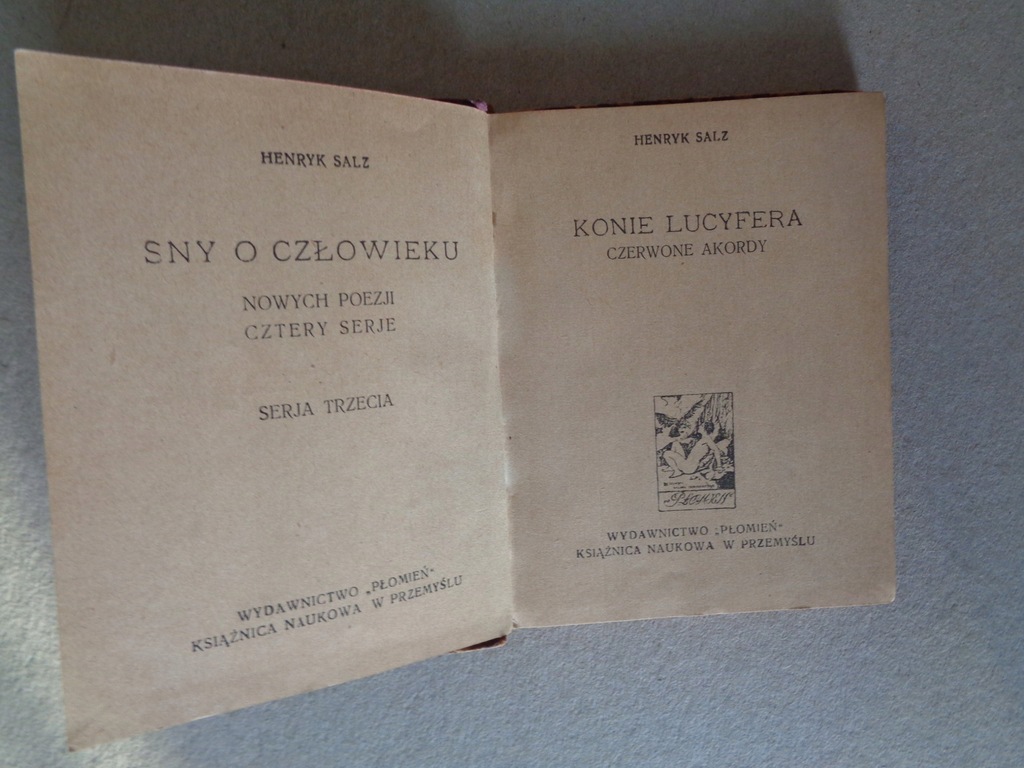 HENRYK SALZ
SNY O CZŁOWIEKU
NOWYCH POEZJI
CZTERY SERJE
SERJA TRZECIA
WYDAWNICTWO „PŁOMIEŃ“
KSIĄŻNICA NAUKOWA W PRZEMYŚLU
HENRYK SALZ
KONIE LUCYFERA
CZERWONE AKORDY
„PŁOMIEŃ“
WYDAWNICTWO „PŁOMIEŃ“
KSIĄŻNICA NAUKOWA W PRZEMYŚLU